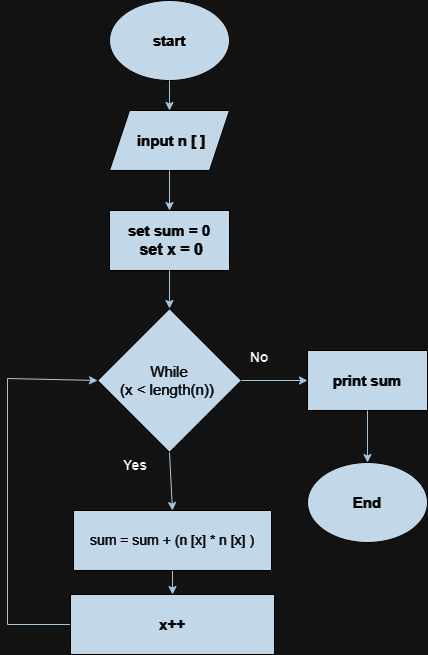 start
input n [ ]
set sum = 0
set x = 0
While
(x < length(n))
No
print sum
Yes
End
sum = sum + (n [x] * n [x] )
x++